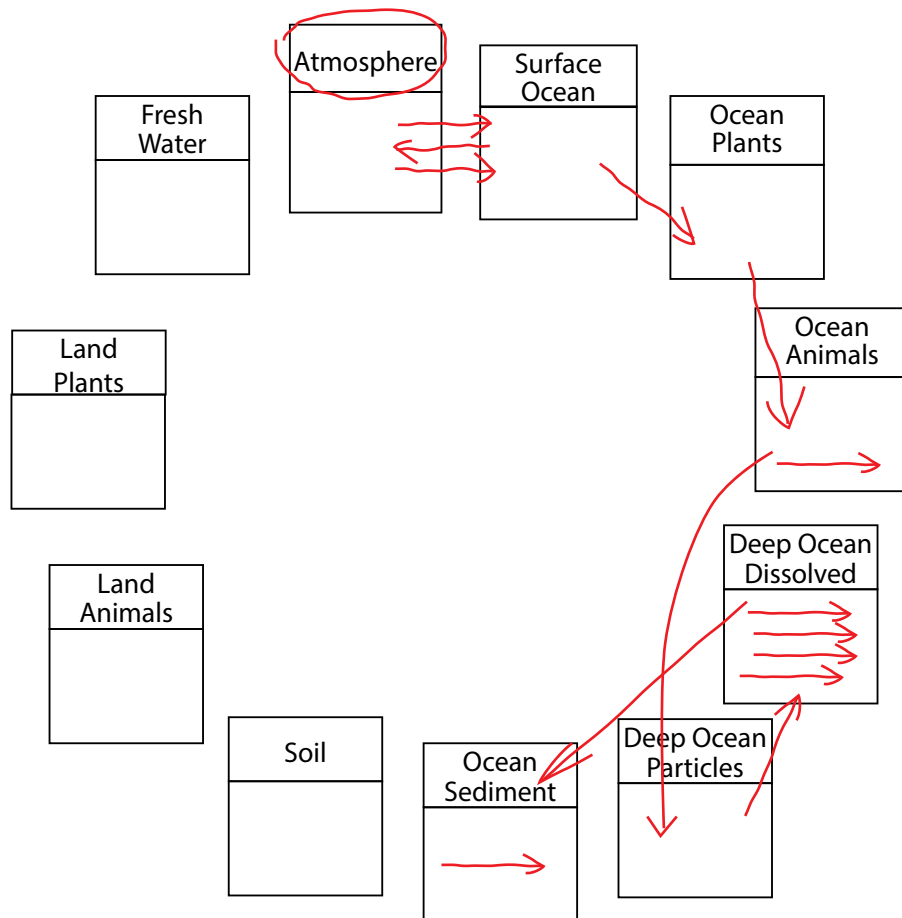 Atmosphere
Surface
Ocean
Fresh
Water
Ocean
Plants
Land
Plants
Ocean
Animals
Land
Animals
Deep Ocean
Dissolved
Soil
Ocean
Sediment
Deep Ocean
Particles